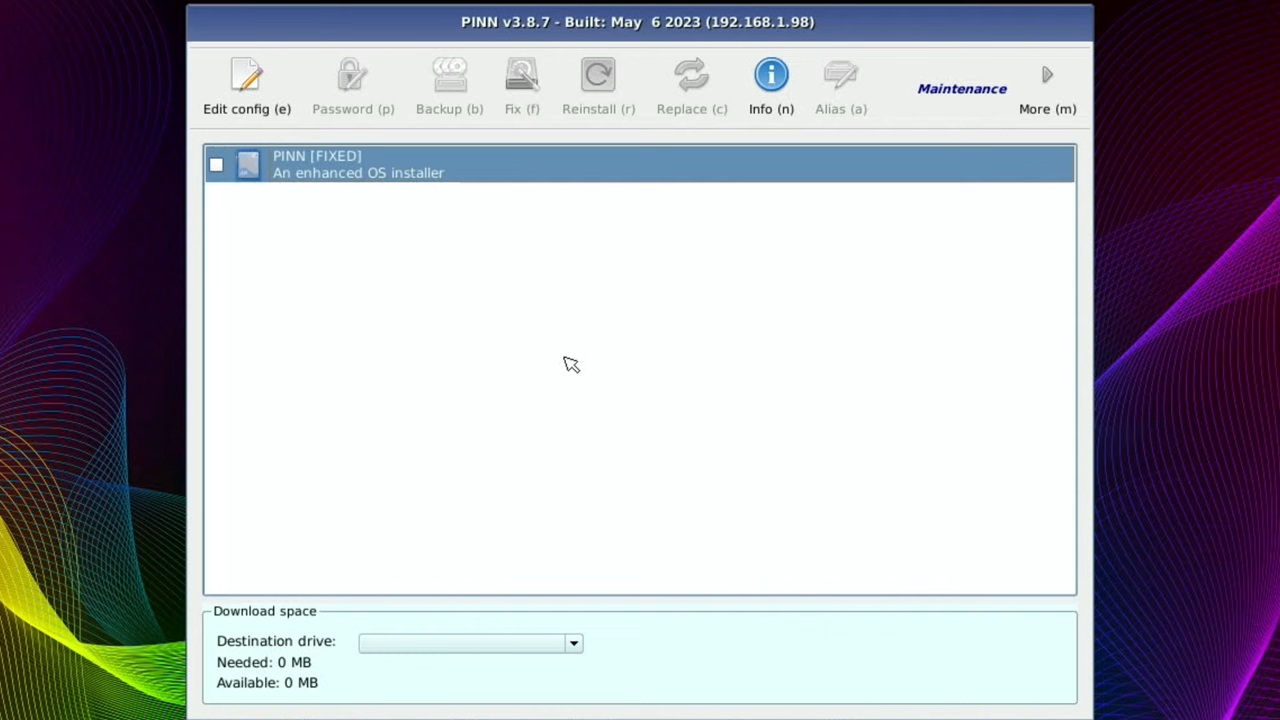 PINN v3.8.7 - Built: May  6 2023 (192.168.1.98)
Edit config (e) Password (p) Backup (b) Fix (f) Reinstall (r) Replace (c) Info (n) Alias (a) Maintenance More (m)
PINN [FIXED]
An enhanced OS installer
Download space
Destination drive:
Needed: 0 MB
Available: 0 MB